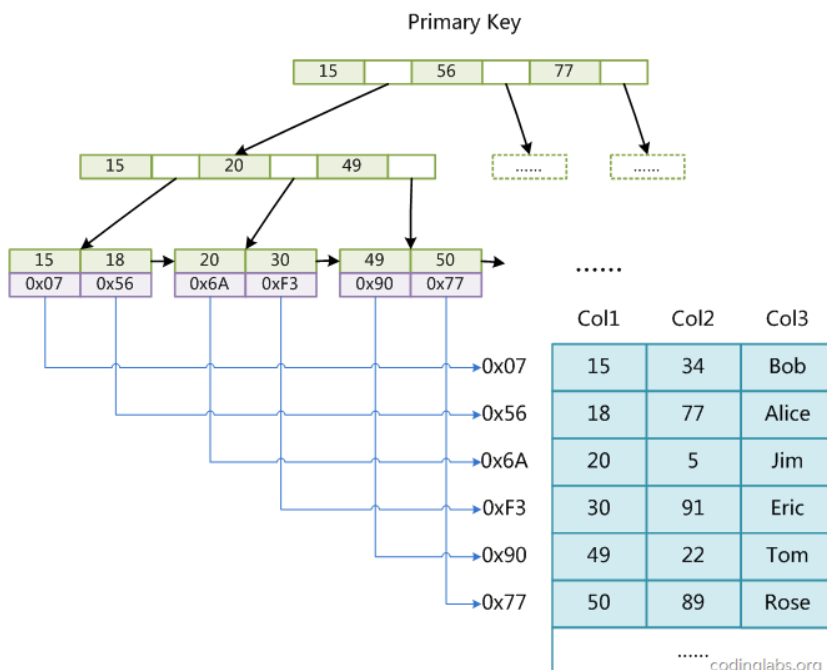 Primary Key
15 56 77
15 20 49
...... ......
15 18 20 30 49 50
0x07 0x56 0x6A 0xF3 0x90 0x77
......
Col1 Col2 Col3
0x07 15 34 Bob
0x56 18 77 Alice
0x6A 20 5 Jim
0xF3 30 91 Eric
0x90 49 22 Tom
0x77 50 89 Rose
......
codinglabs.org